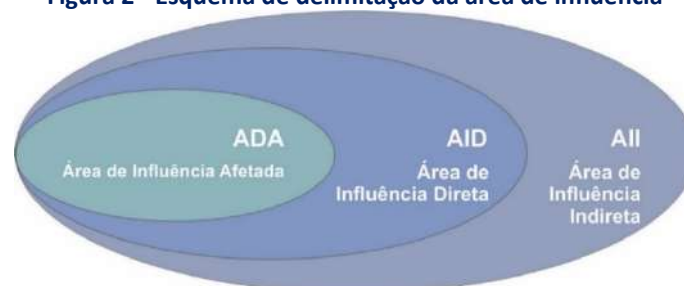 Figura 2 - Esquema de delimitação da área de influência
ADA
Área de Influência Afetada
AID
Área de
Influência Direta
AII
Área de
Influência
Indireta